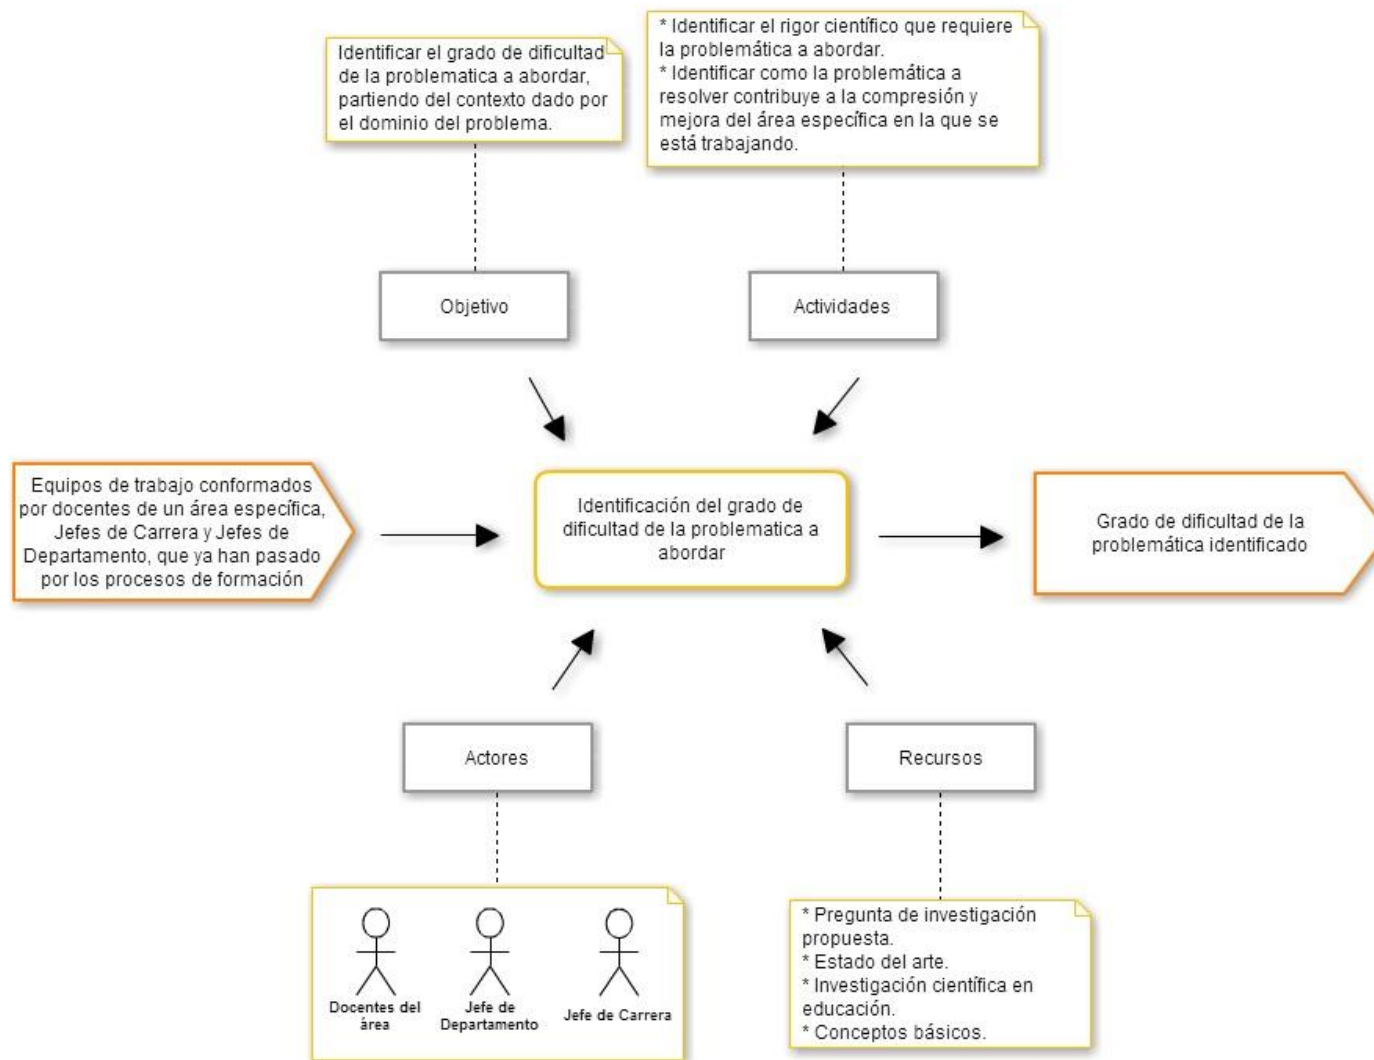 Identificar el grado de dificultad
de la problematica a abordar,
partiendo del contexto dado por
el dominio del problema.
* Identificar el rigor científico que requiere
la problemática a abordar.
* Identificar como la problemática a
resolver contribuye a la compresión y
mejora del área específica en la que se
está trabajando.
Objetivo
Actividades
Equipos de trabajo conformados
por docentes de un área específica,
Jefes de Carrera y Jefes de
Departamento, que ya han pasado
por los procesos de formación
Identificación del grado de
dificultad de la problematica a
abordar
Grado de dificultad de la
problemática identificado
Actores
Recursos
Docentes del
área
Jefe de
Departamento
Jefe de Carrera
* Pregunta de investigación
propuesta.
* Estado del arte.
* Investigación científica en
educación.
* Conceptos básicos.